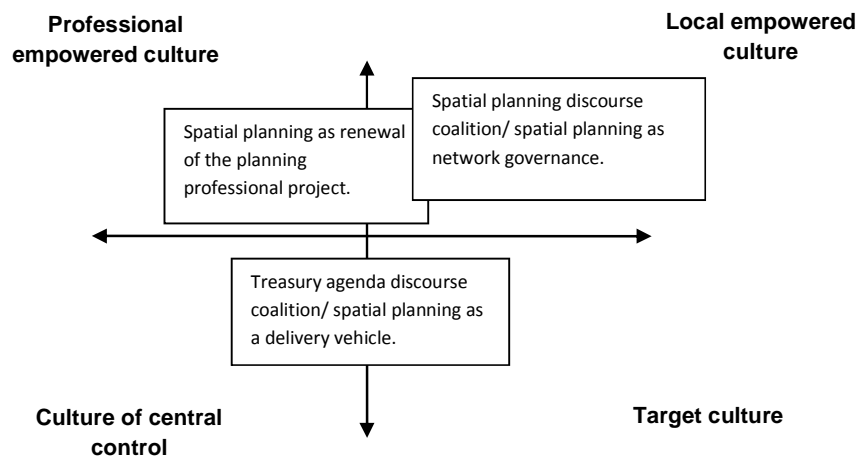 Professional
empowered culture
Local empowered
culture
Spatial planning as renewal
of the planning
professional project.
Spatial planning discourse
coalition/ spatial planning as
network governance.
Treasury agenda discourse
coalition/ spatial planning as
a delivery vehicle.
Culture of central
control
Target culture